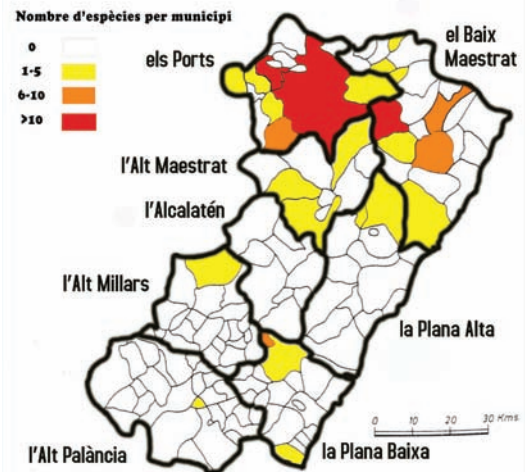 Nombre d'espècies per municipi
0
1-5
6-10
>10
els Ports
el Baix
Maestrat
l'Alt Maestrat
l'Alcalatén
l'Alt Millars
la Plana Alta
l'Alt Palància
la Plana Baixa
0 10 20 30 Kms.